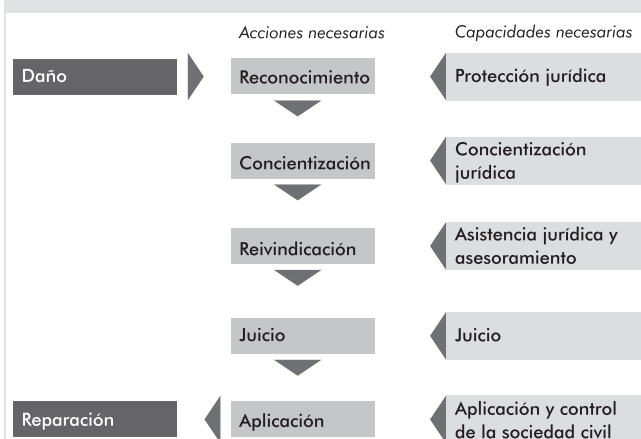 Acciones necesarias
Capacidades necesarias
Daño
Reconocimiento
Protección jurídica
Concientización
Concientización
jurídica
Reivindicación
Asistencia jurídica y
asesoramiento
Juicio
Juicio
Reparación
Aplicación
Aplicación y control
de la sociedad civil